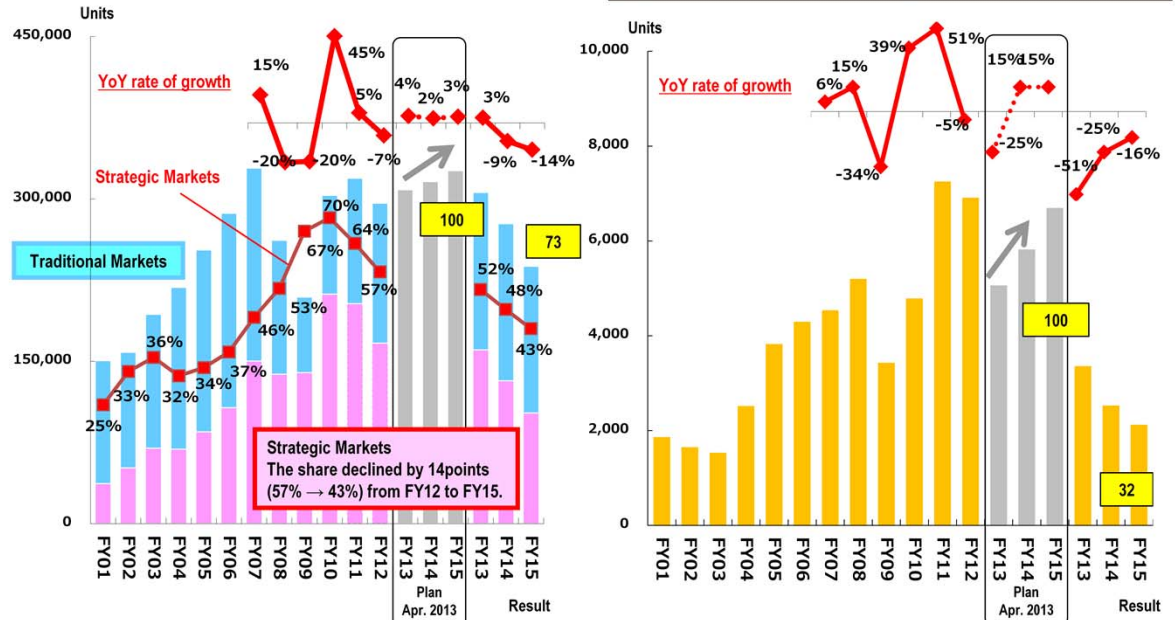 Units
450,000
300,000
150,000
0
YoY rate of growth
15%
-20%
-20%
45%
5%
-7%
4%
2%
3%
3%
-9%
-14%
Strategic Markets
Traditional Markets
25%
33%
36%
32%
34%
37%
46%
53%
67%
70%
64%
57%
52%
48%
43%
100
73
Strategic Markets
The share declined by 14points
(57% → 43%) from FY12 to FY15.
FY01
FY02
FY03
FY04
FY05
FY06
FY07
FY08
FY09
FY10
FY11
FY12
FY13
FY14
FY15
FY13
FY14
FY15
Plan
Apr. 2013
Result
Units
10,000
8,000
6,000
4,000
2,000
0
YoY rate of growth
6%
15%
-34%
39%
51%
-5%
-25%
15%
15%
-51%
-25%
-16%
100
32
FY01
FY02
FY03
FY04
FY05
FY06
FY07
FY08
FY09
FY10
FY11
FY12
FY13
FY14
FY15
FY13
FY14
FY15
Plan
Apr. 2013
Result